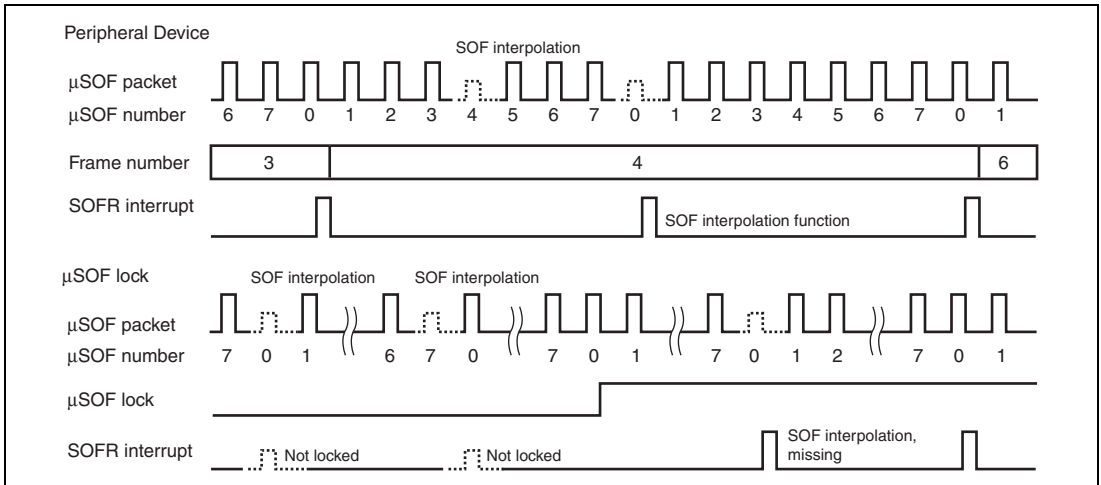 Peripheral Device
SOF interpolation
μSOF packet
μSOF number 6 7 0 1 2 3 4 5 6 7 0 1 2 3 4 5 6 7 0 1
Frame number 3 4 6
SOFR interrupt
SOF interpolation function
μSOF lock SOF interpolation SOF interpolation
μSOF packet
μSOF number 7 0 1 6 7 0 7 0 1 7 0 1 2 7 0 1
μSOF lock
SOFR interrupt Not locked Not locked SOF interpolation,
missing